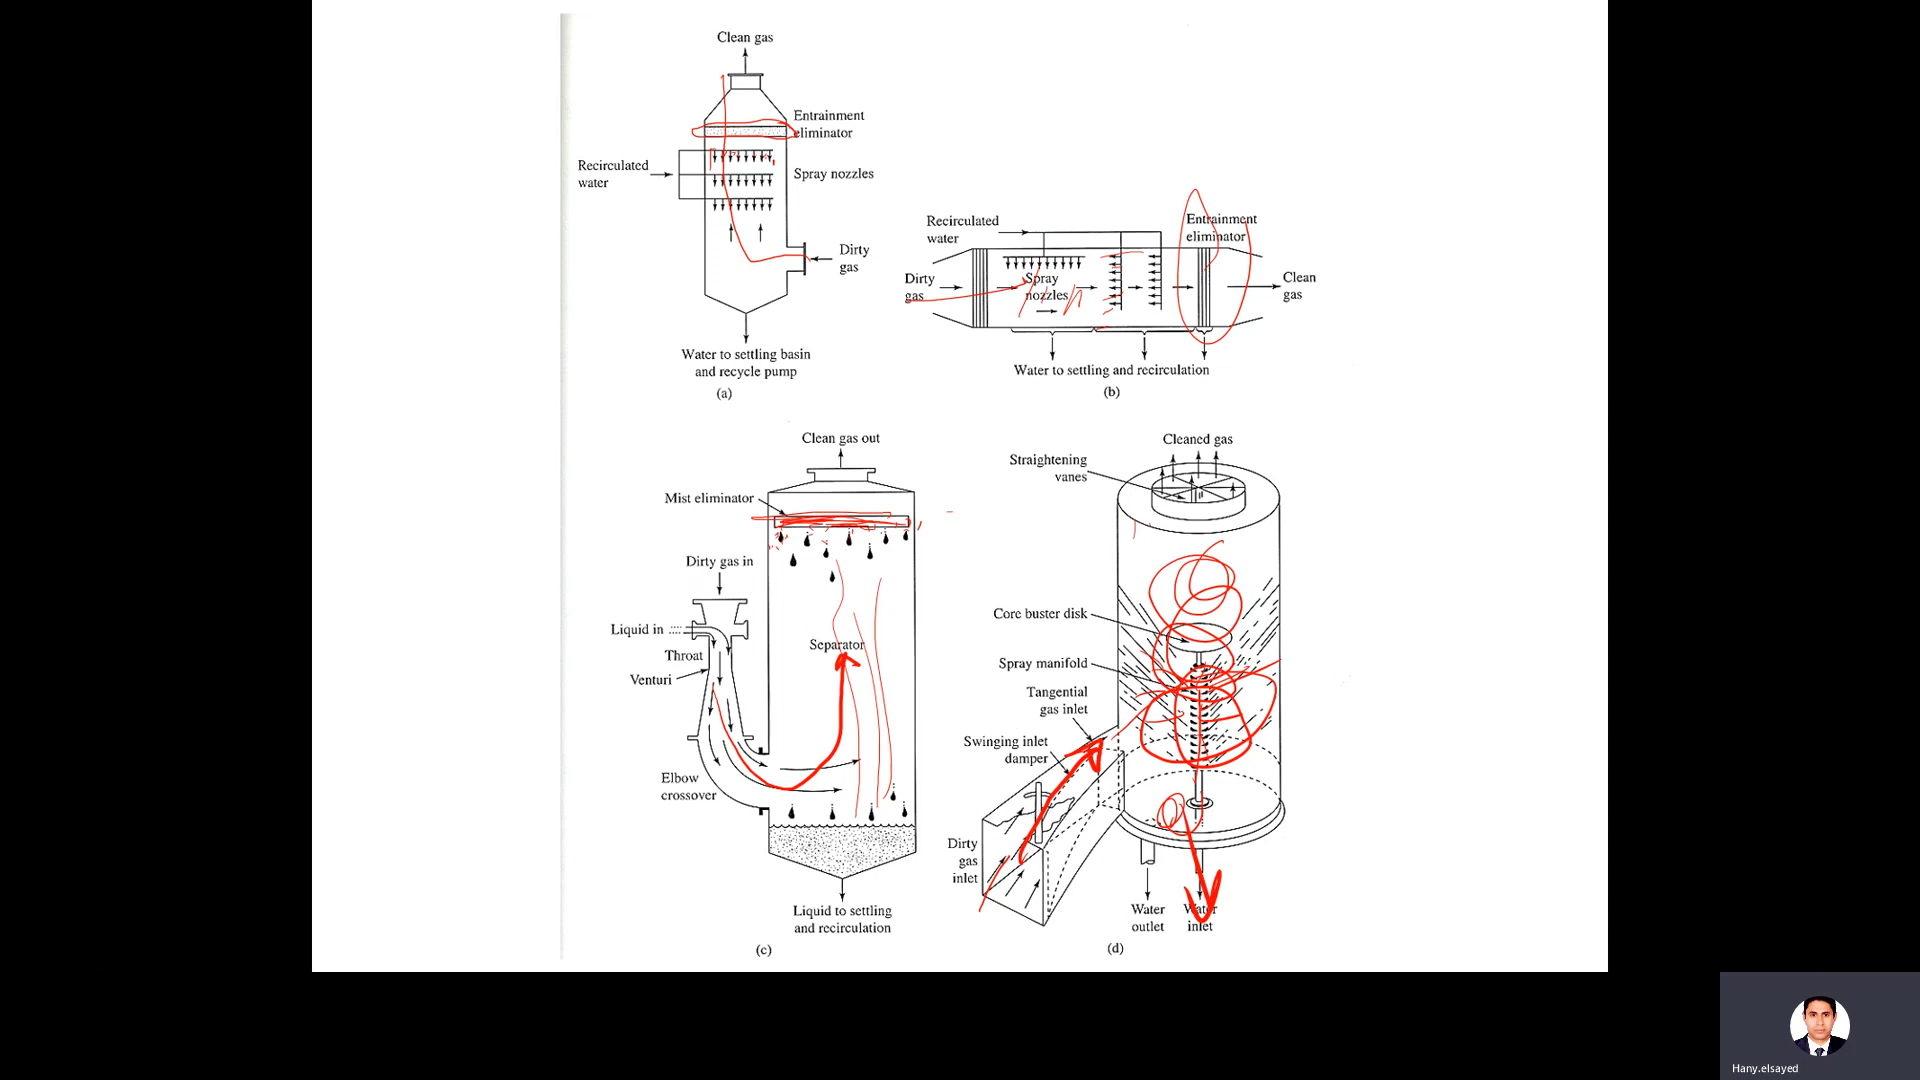 Clean gas
Entrainment
eliminator
Recirculated
water
Spray nozzles
Dirty
gas
Water to settling basin
and recycle pump
(a)
Recirculated
water
Entrainment
eliminator
Dirty
gas
Spray
nozzles
Clean
gas
Water to settling and recirculation
(b)
Clean gas out
Mist eliminator
Dirty gas in
Liquid in
Throat
Venturi
Separator
Elbow
crossover
Liquid to settling
and recirculation
(c)
Cleaned gas
Straightening
vanes
Core buster disk
Spray manifold
Tangential
gas inlet
Swinging inlet
damper
Dirty
gas
inlet
Water
outlet
Water
inlet
(d)
Hany.elsayed